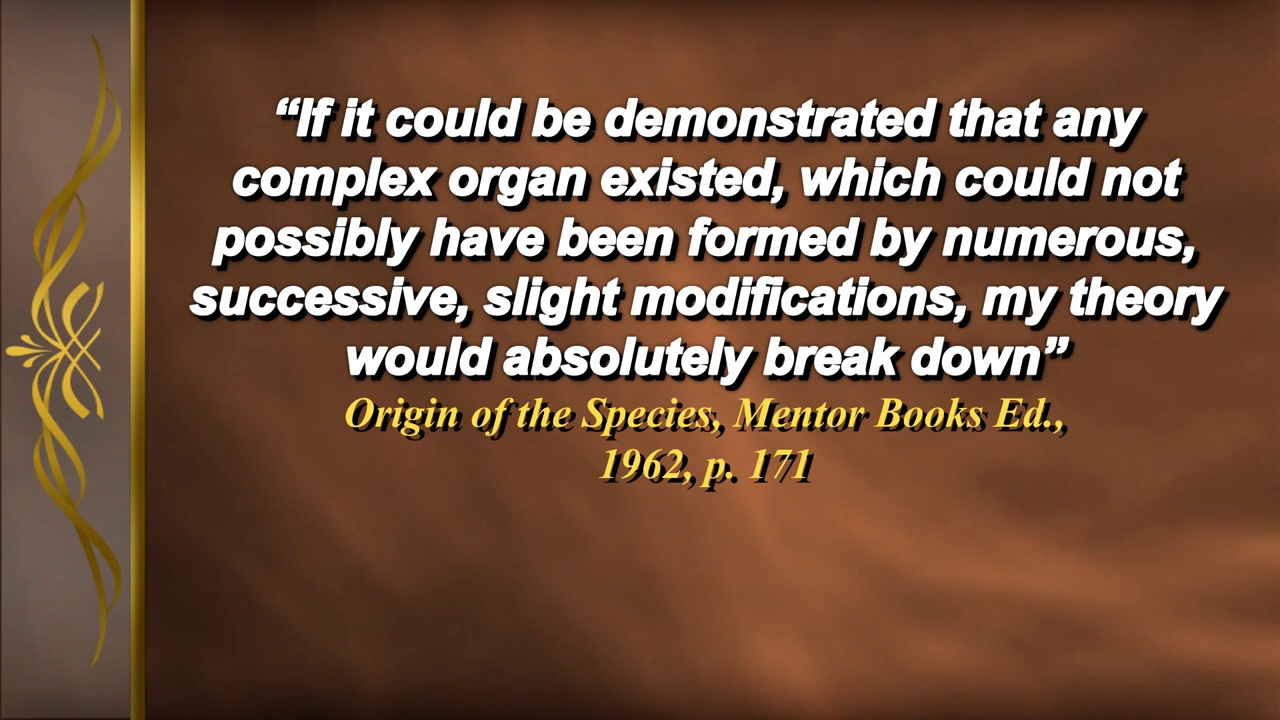 “If it could be demonstrated that any
complex organ existed, which could not
possibly have been formed by numerous,
successive, slight modifications, my theory
would absolutely break down”
Origin of the Species, Mentor Books Ed.,
1962, p. 171